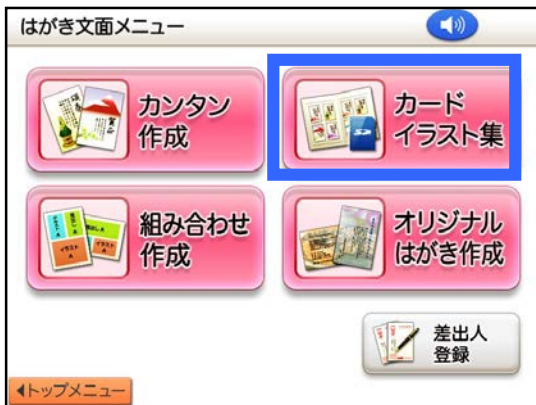 はがき文面メニュー
カンタン
作成
カード
イラスト集
組み合わせ
作成
オリジナル
はがき作成
差出人
登録
トップメニュー